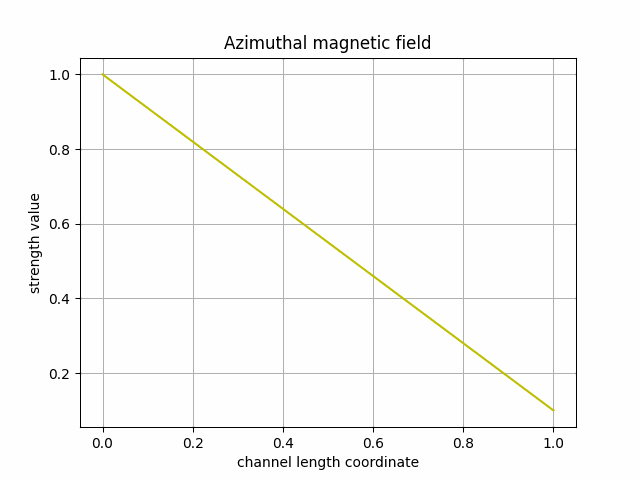 Azimuthal magnetic field
1.0
0.8
0.6
0.4
0.2
strength value
0.0 0.2 0.4 0.6 0.8 1.0
channel length coordinate